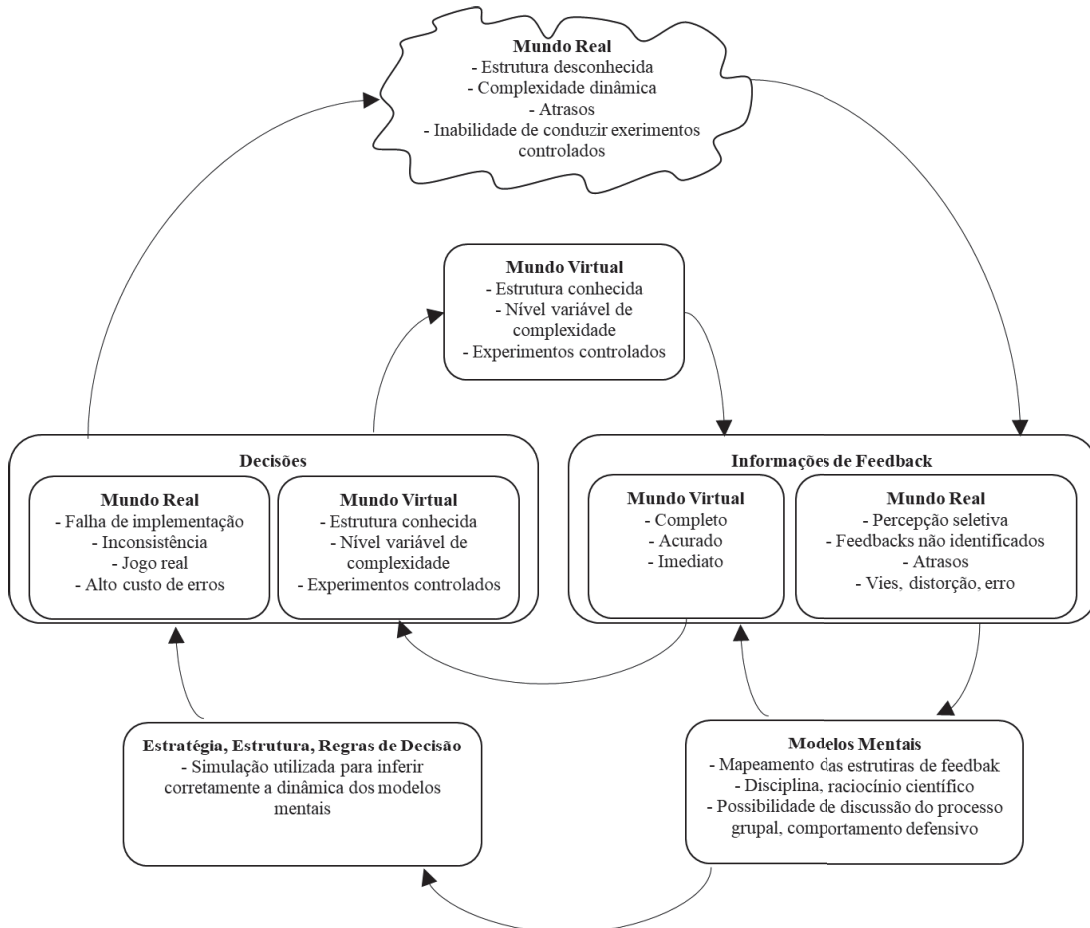 Mundo Real
- Estrutura desconhecida
- Complexidade dinâmica
- Atrasos
- Inabilidade de conduzir exerimentos
controlados
Mundo Virtual
- Estrutura conhecida
- Nível variável de
complexidade
- Experimentos controlados
Decisões
Mundo Real
- Falha de implementação
- Inconsistência
- Jogo real
- Alto custo de erros
Mundo Virtual
- Estrutura conhecida
- Nível variável de
complexidade
- Experimentos controlados
Informações de Feedback
Mundo Virtual
- Completo
- Acurado
- Imediato
Mundo Real
- Percepção seletiva
- Feedbacks não identificados
- Atrasos
- Vies, distorção, erro
Estratégia, Estrutura, Regras de Decisão
- Simulação utilizada para inferir
corretamente a dinâmica dos modelos
mentais
Modelos Mentais
- Mapeamento das estrutiras de feedbak
- Disciplina, raciocínio científico
- Possibilidade de discussão do processo
grupal, comportamento defensivo